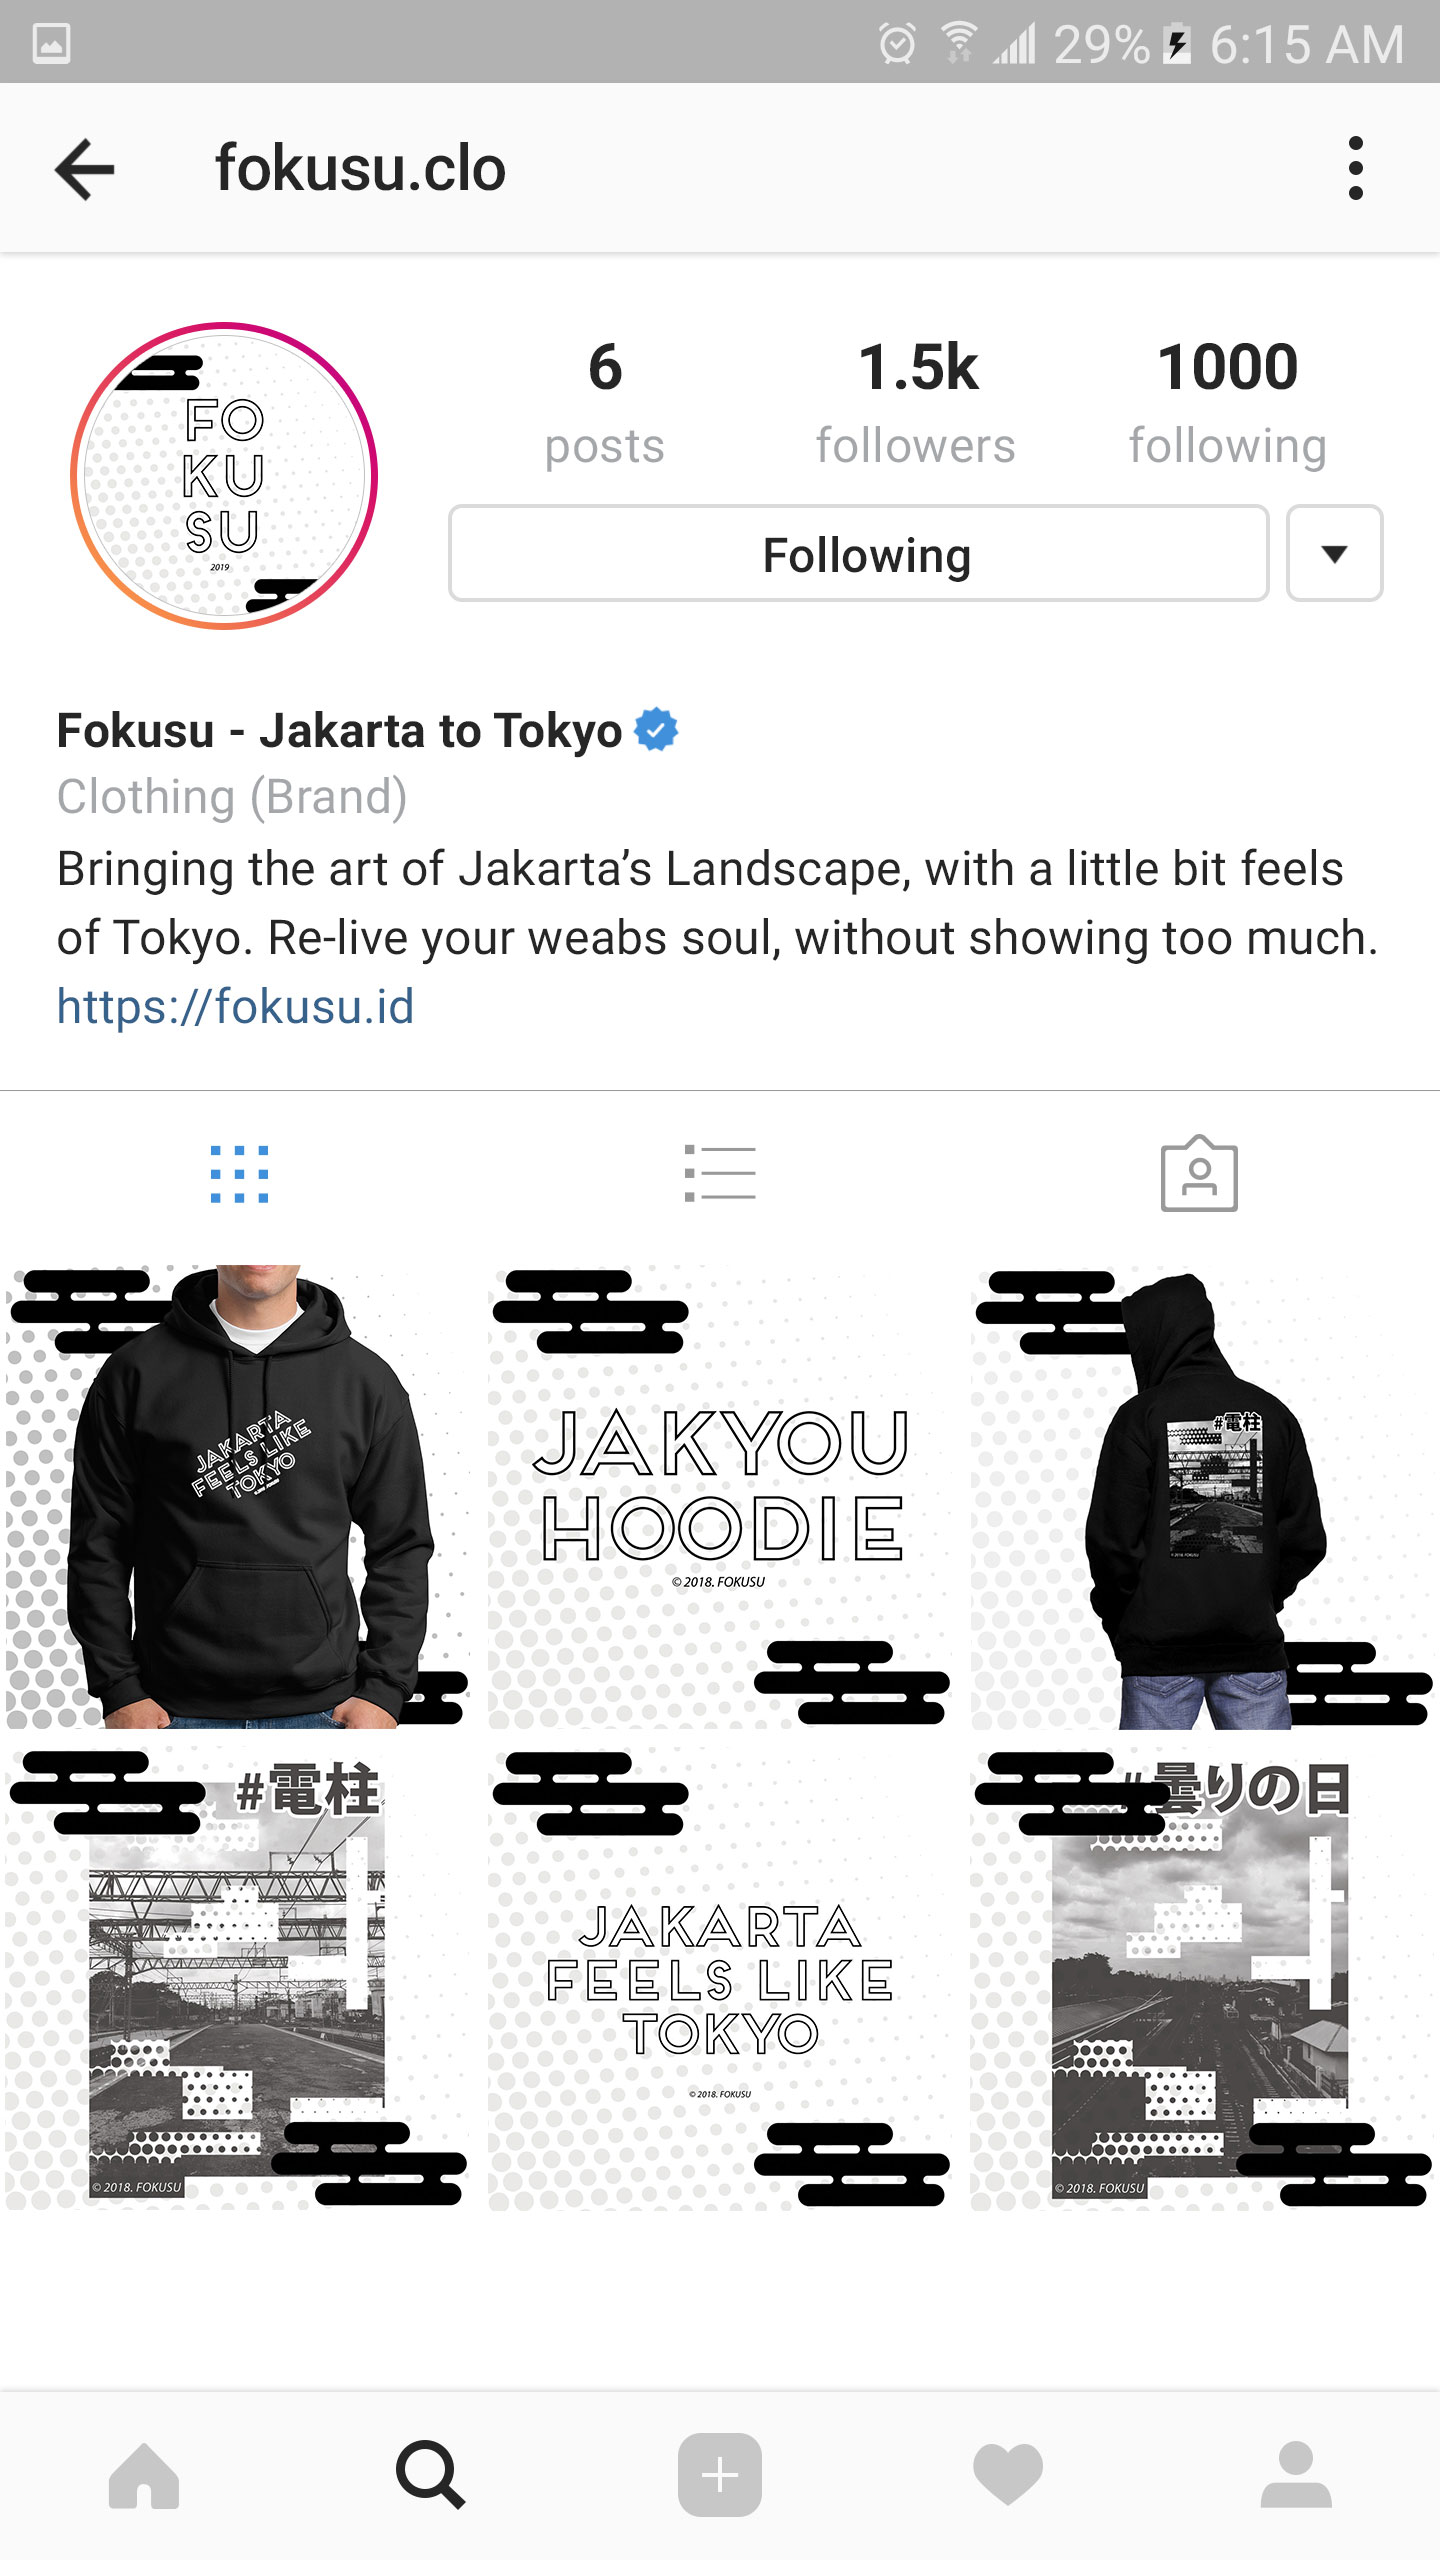 29% 6:15 AM
fokusu.clo
FO
KU
SU
2019
6
posts
1.5k
followers
1000
following
Following
Fokusu - Jakarta to Tokyo
Clothing (Brand)
Bringing the art of Jakarta’s Landscape, with a little bit feels
of Tokyo. Re-live your weabs soul, without showing too much.
https://fokusu.id
JAKARTA
FEELS LIKE
TOKYO
JAKYOU
HOODIE
© 2018. FOKUSU
#電柱
© 2018. FOKUSU
#電柱
© 2018. FOKUSU
JAKARTA
FEELS LIKE
TOKYO
© 2018. FOKUSU
#曇りの日
© 2018. FOKUSU